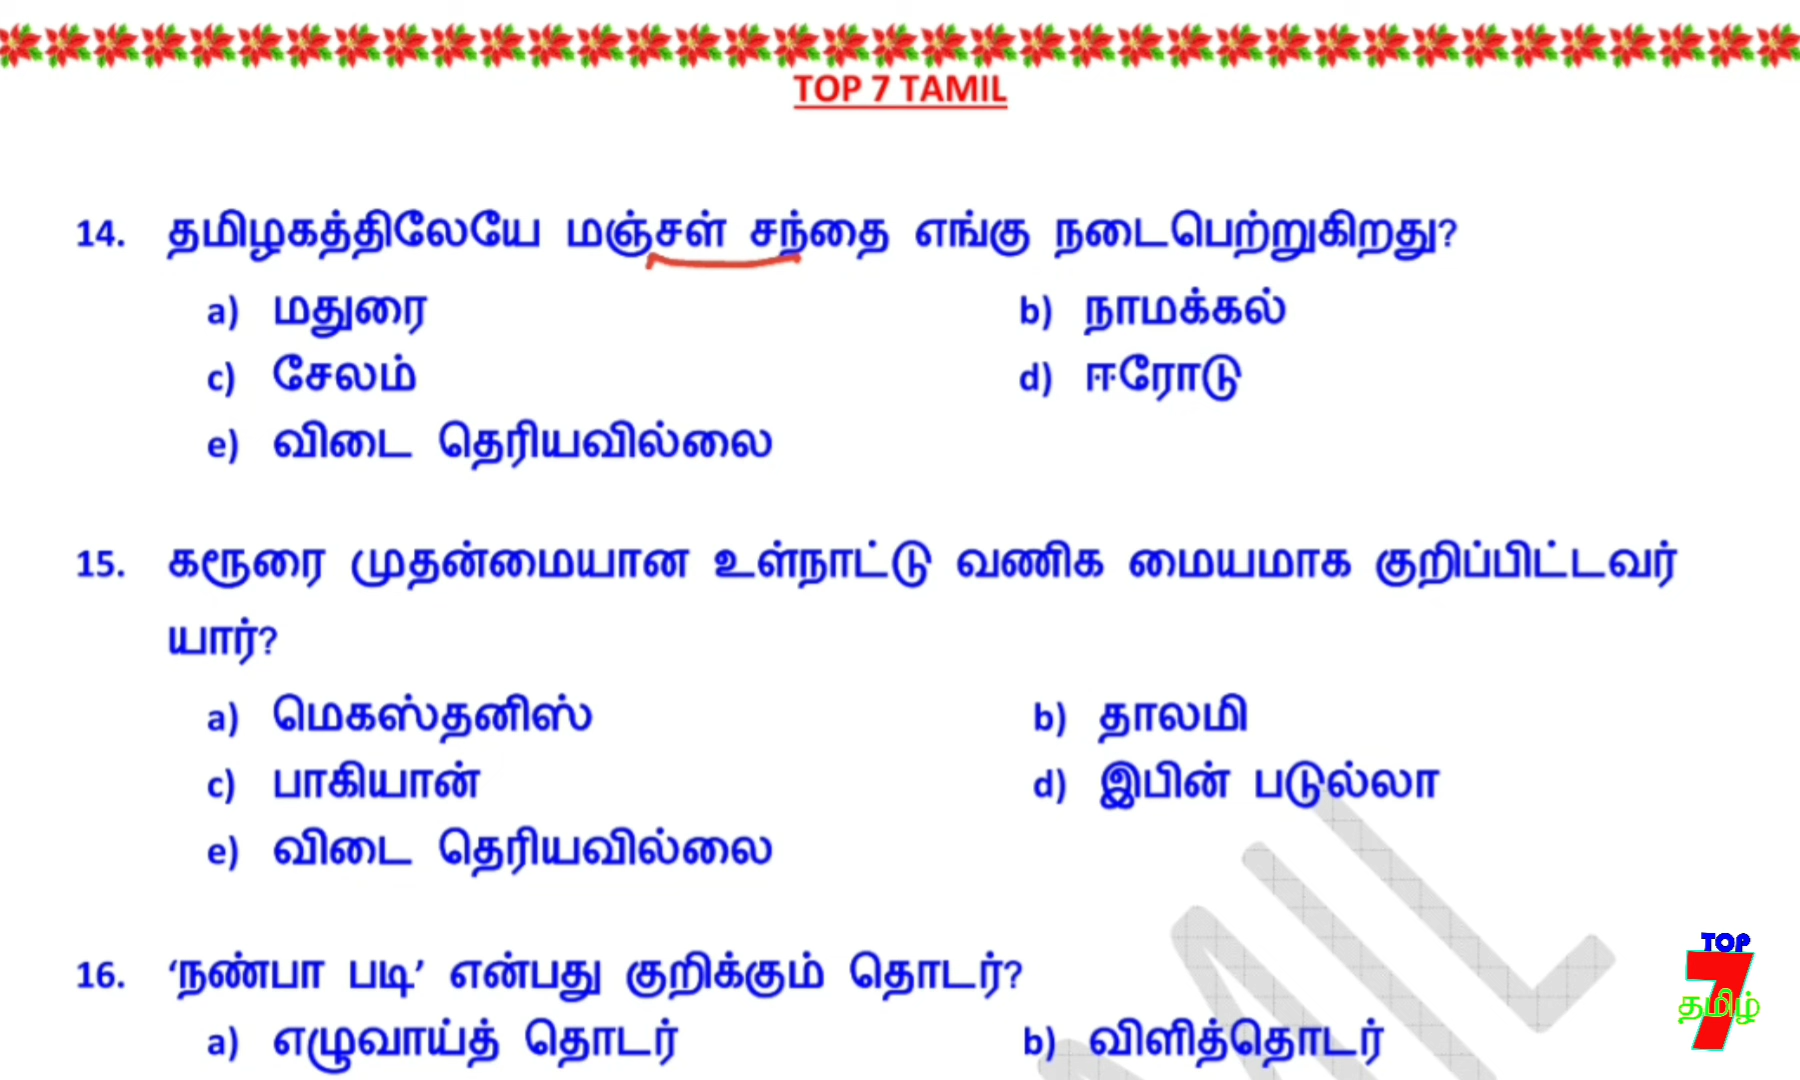 TOP 7 TAMIL
14. தமிழகத்திலேயே மஞ்சள் சந்தை எங்கு நடைபெற்றுகிறது?
a) மதுரை b) நாமக்கல்
c) சேலம் d) ஈரோடு
e) விடை தெரியவில்லை
15. கரூரை முதன்மையான உள்நாட்டு வணிக மையமாக குறிப்பிட்டவர்
யார்?
a) மெகஸ்தனிஸ் b) தாலமி
c) பாகியான் d) இபின் படுல்லா
e) விடை தெரியவில்லை
16. ‘நண்பா படி’ என்பது குறிக்கும் தொடர்?
a) எழுவாய்த் தொடர் b) விளித்தொடர்
TOP
7
தமிழ்